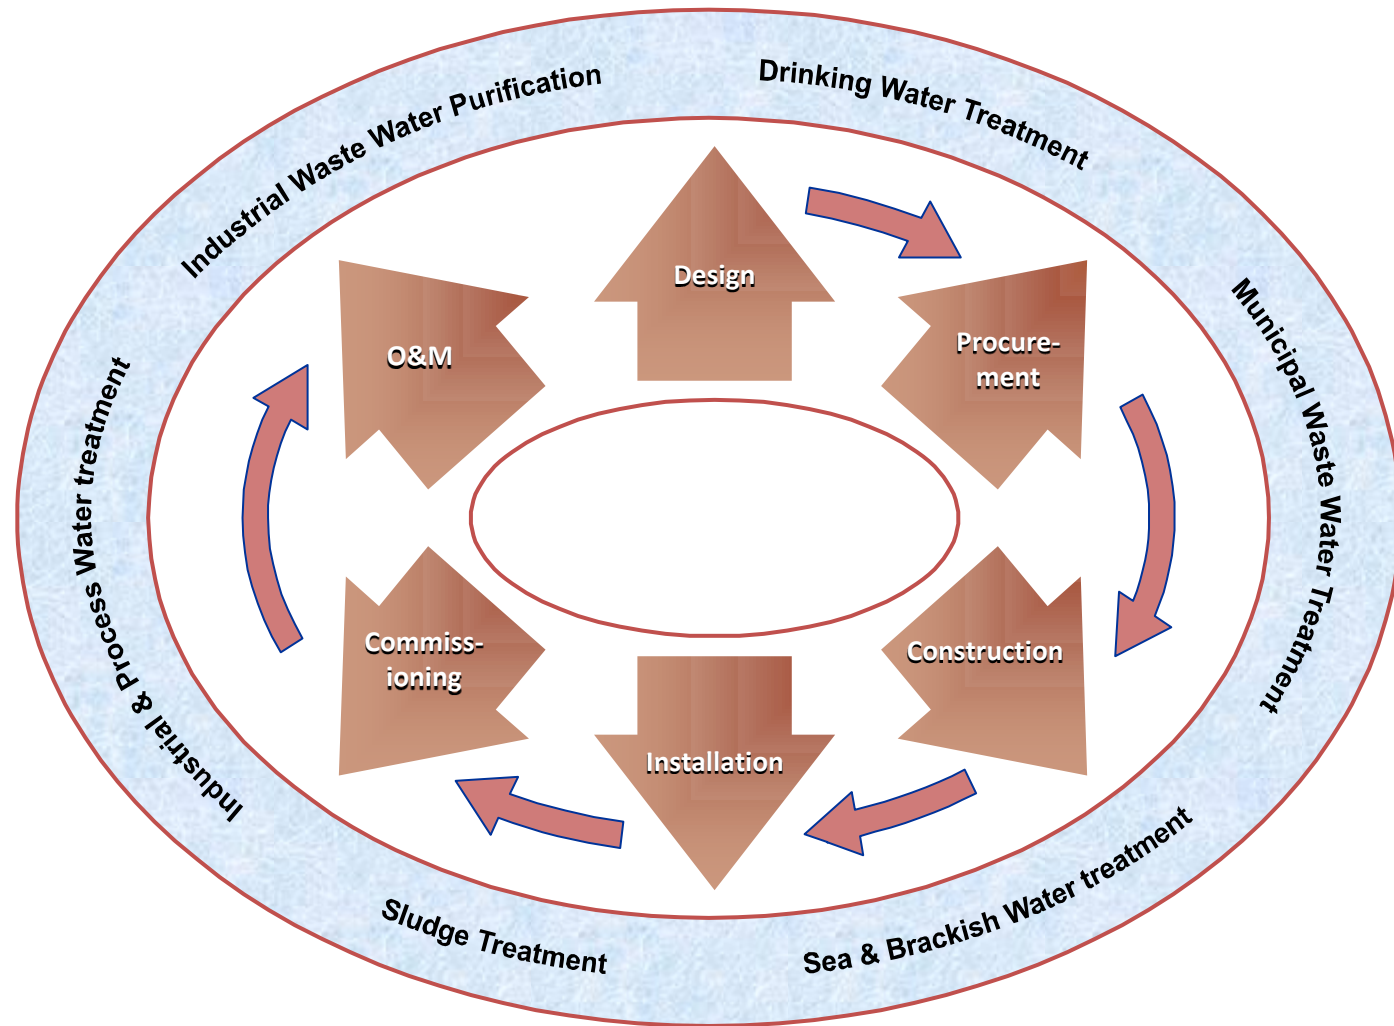 Industrial Waste Water Purification
Drinking Water Treatment
Municipal Waste Water Treatment
Sea & Brackish Water treatment
Sludge Treatment
Industrial & Process Water treatment
Design
Procure-
ment
Construction
Installation
Commiss-
ioning
O&M